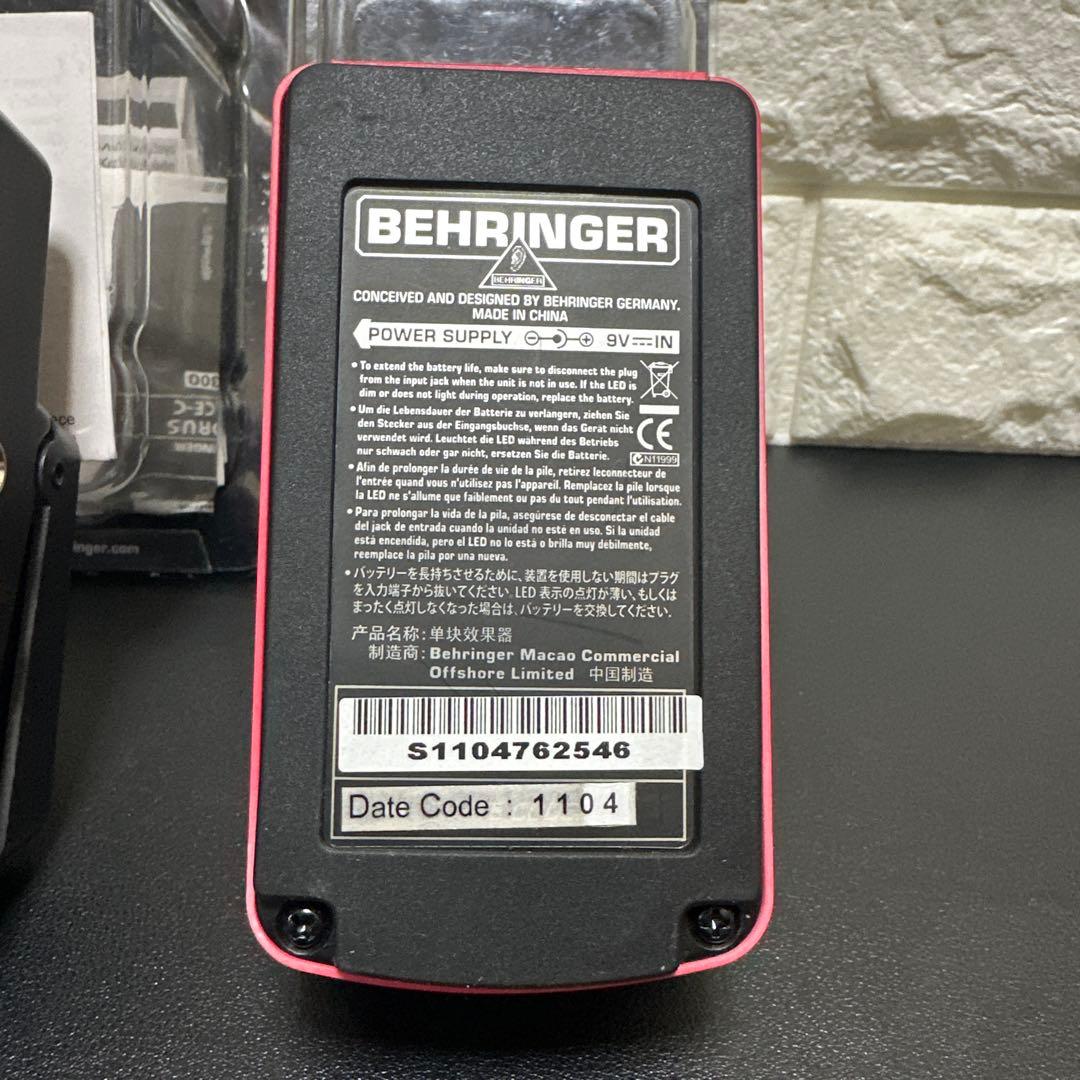 BEHRINGER
BEHRINGER
CONCEIVED AND DESIGNED BY BEHRINGER GERMANY.
MADE IN CHINA
POWER SUPPLY 9V IN
• To extend the battery life, make sure to disconnect the plug
from the input jack when the unit is not in use. If the LED is
dim or does not light during operation, replace the battery.
• Um die Lebensdauer der Batterie zu verlangern, ziehen Sie
den Stecker aus der Eingangsbuchse, wenn das Gerät nicht
verwendet wird. Leuchtet die LED während des Betriebs
nur schwach oder gar nicht, ersetzen Sie die Batterie.
CE
N11999
• Afin de prolonger la durée de vie de la pile, retirez leconnecteur de
l'entrée quand vous n'utilisez pas l'appareil. Remplacez la pile lorsque
la LED ne s'allume que faiblement ou pas du tout pendant l'utilisation.
• Para prolongar la vida de la pila, asegúrese de desconectar el cable
del jack de entrada cuando la unidad no esté en uso. Si la unidad
está encendida, pero el LED no lo está o brilla muy débilmente,
reemplace la pila por una nueva.
• バッテリーを長持ちさせるために、装置を使用しない期間はプラグ
を入力端子から抜いてください。LED 表示の点灯が薄い、もしくは
まったく点灯しなくなった場合は、バッテリーを交換してください.
产品名称: 单块效果器
制造商: Behringer Macao Commercial
Offshore Limited 中国制造
S1104762546
Date Code : 1104